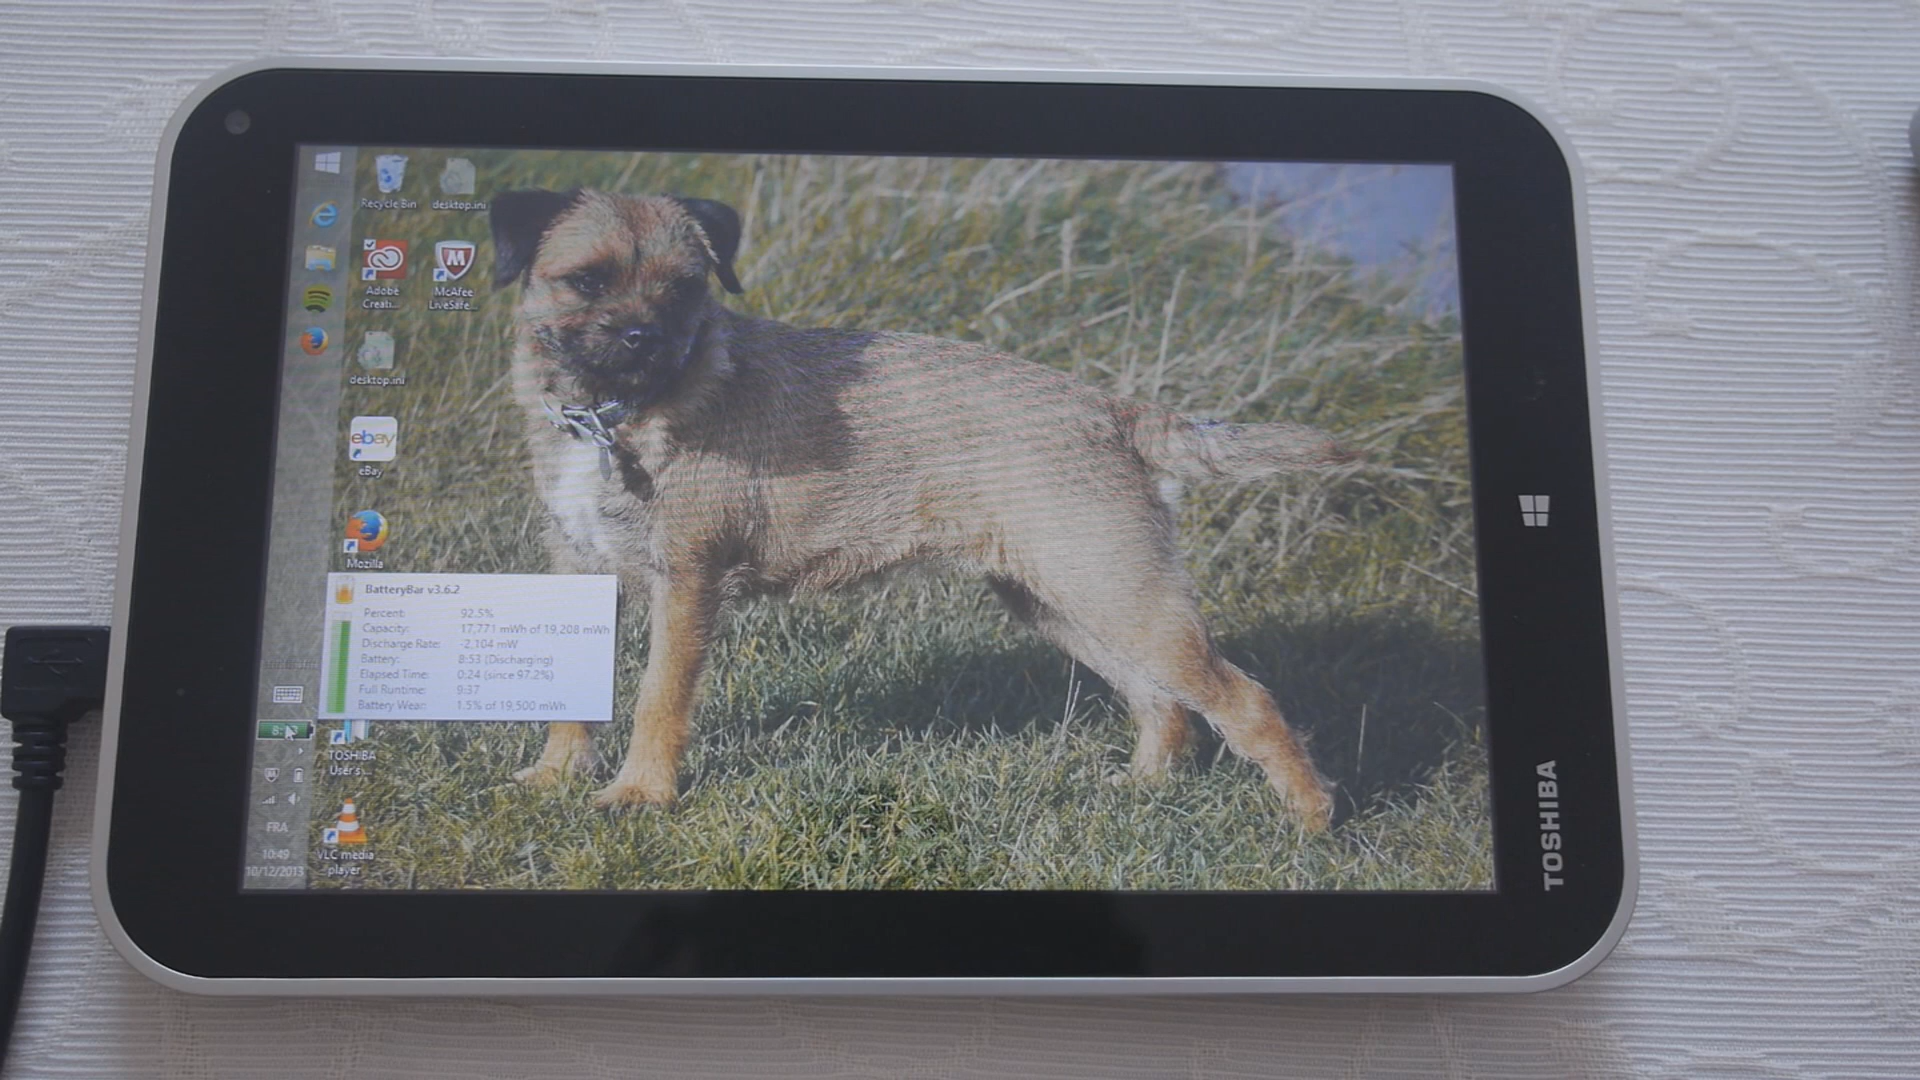 Recycle Bin
desktop.ini
Adobe
Creati...
McAfee
LiveSafe...
desktop.ini
ebay
eBay
Mozilla
BatteryBar v3.6.2
Percent: 92.5%
Capacity: 17,771 mWh of 19,208 mWh
Discharge Rate: -2,104 mW
Battery: 8:53 (Discharging)
Elapsed Time: 0:24 (since 97.2%)
Full Runtime: 9:37
Battery Wear: 1.5% of 19,500 mWh
TOSHIBA
User's...
FRA
10:49
10/12/2013
VLC media
player
TOSHIBA